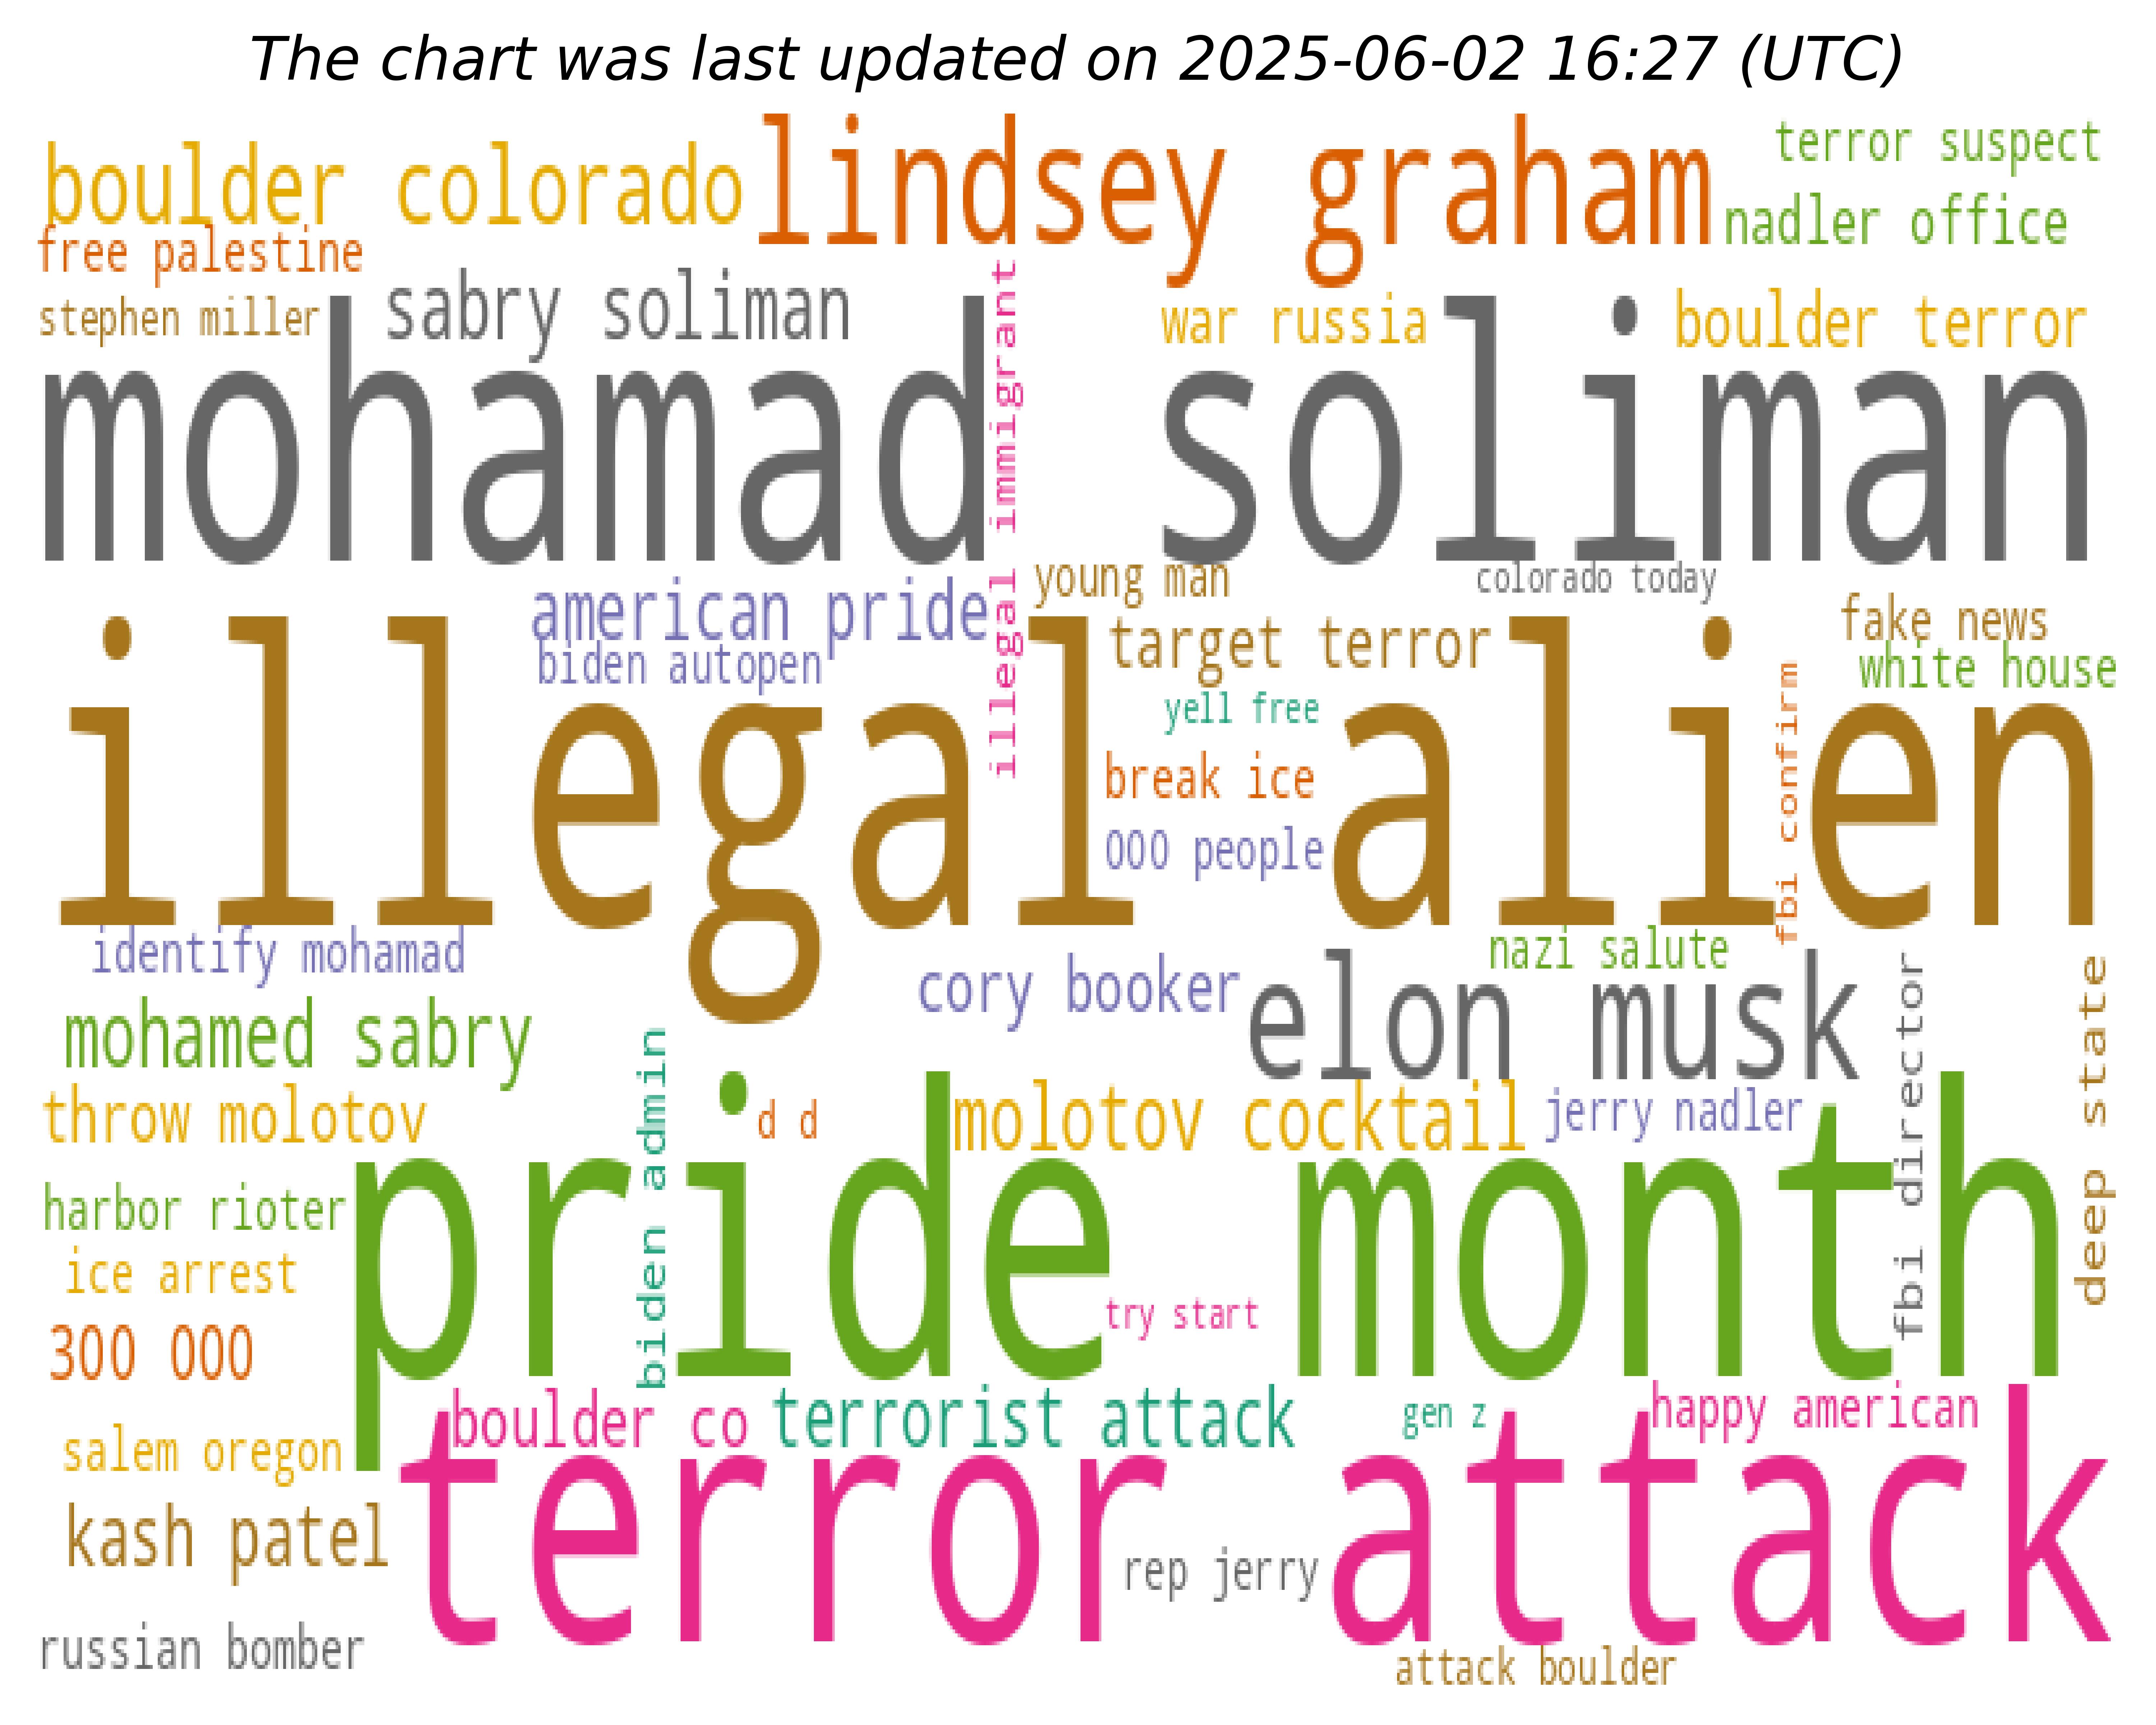 The chart was last updated on 2025-06-02 16:27 (UTC)
boulder colorado
lindsey graham
terror suspect
nadler office
free palestine
stephen miller
sabry soliman
illegal immigrant
war russia
boulder terror
mohamad soliman
american pride
biden autopen
young man
colorado today
target terror
fake news
white house
yell free
break ice
000 people
fbi confirm
illegal alien
identify mohamad
cory booker
nazi salute
elon musk
mohamed sabry
biden admin
fbi director
deep state
throw molotov
d d
molotov cocktail
jerry nadler
harbor rioter
pride month
ice arrest
try start
300 000
boulder co
terrorist attack
gen z
happy american
salem oregon
terror attack
kash patel
rep jerry
russian bomber
attack boulder